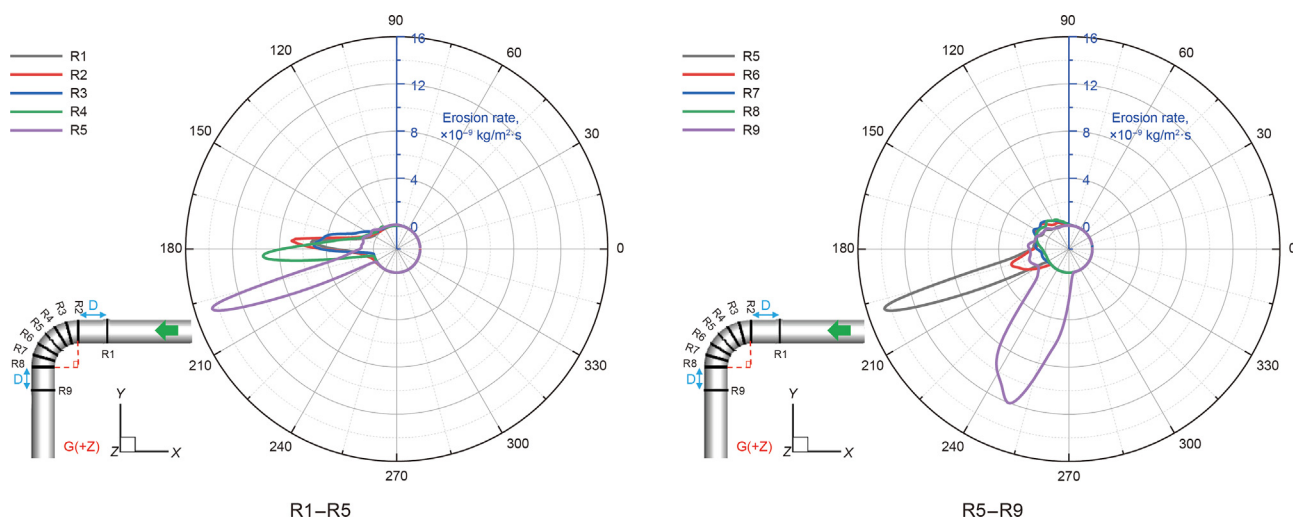 R1
R2
R3
R4
R5
90
120
60
150
30
180
0
210
330
240
300
270
16
12
8
4
0
Erosion rate,
×10⁻⁹ kg/m²·s
R2
R3
R4
R5
R6
R7
R8
D
R1
D
R9
G(+Z)
Y
Z
X
R1–R5
R5
R6
R7
R8
R9
90
120
60
150
30
180
0
210
330
240
300
270
16
12
8
4
0
Erosion rate,
×10⁻⁹ kg/m²·s
R2
R3
R4
R5
R6
R7
R8
D
R1
D
R9
G(+Z)
Y
Z
X
R5–R9